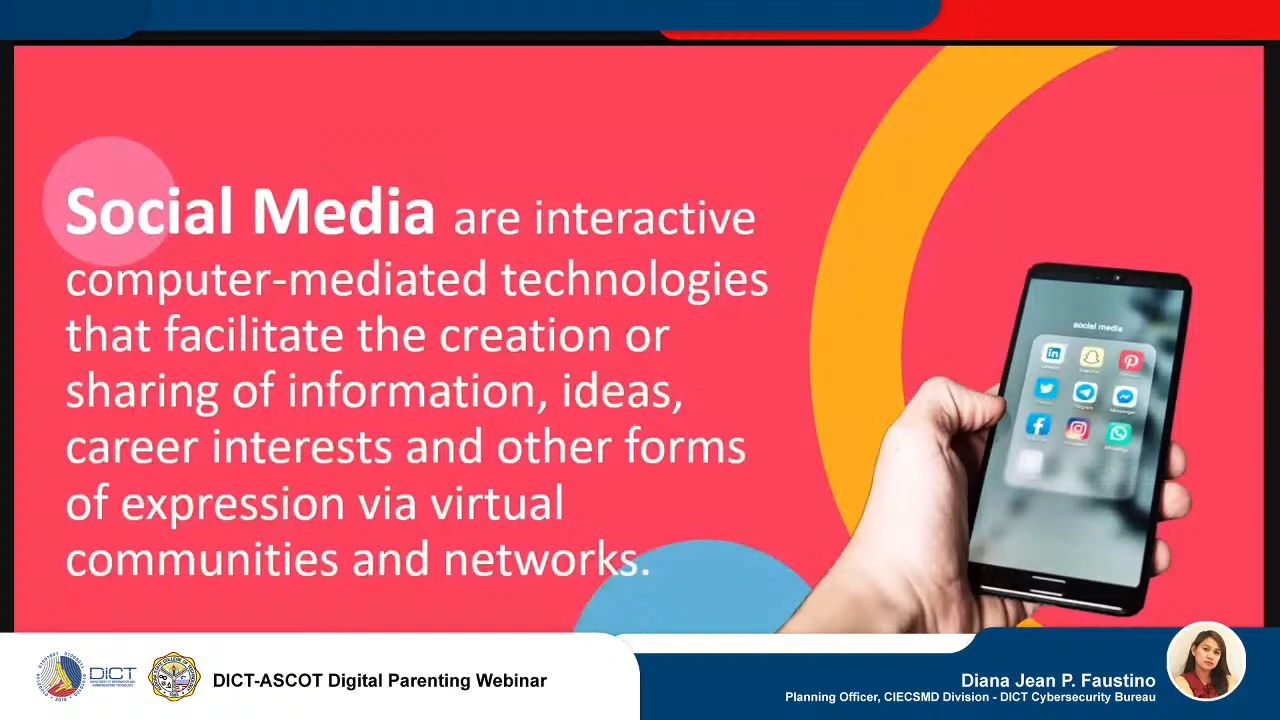 Social Media are interactive
computer-mediated technologies
that facilitate the creation or
sharing of information, ideas,
career interests and other forms
of expression via virtual
communities and networks.
social media
Messenger
DICT
DICT-ASCOT Digital Parenting Webinar
Diana Jean P. Faustino
Planning Officer, CIECSMD Division - DICT Cybersecurity Bureau